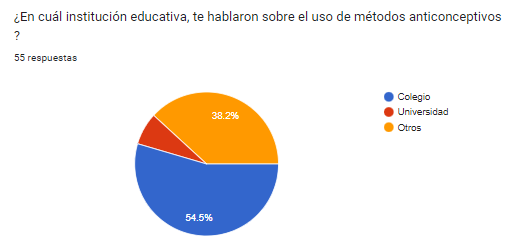 ¿En cuál institución educativa, te hablaron sobre el uso de métodos anticonceptivos
?
55 respuestas
Colegio
Universidad
Otros
38.2%
54.5%